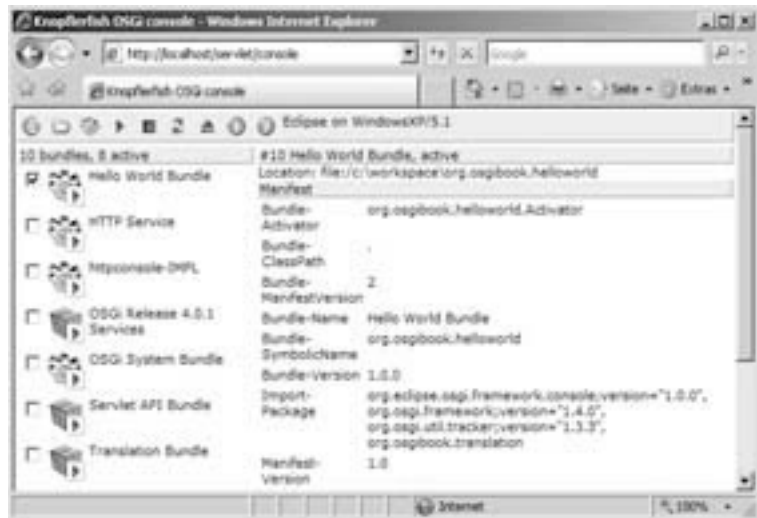 Knopflerfish OSGi console - Windows Internet Explorer
http://localhost/servlet/console
Google
Knopflerfish OSGi console
Seite
Extras
Eclipse on WindowsXP/5.1
10 bundles, 8 active
#10 Hello World Bundle, active
Location: file:/c:\workspace\org.osgibook.helloworld
Manifest
Hello World Bundle
HTTP Service
httpconsole-IMPL
OSGi Release 4.0.1
Services
OSGi System Bundle
Servlet API Bundle
Translation Bundle
Bundle-
Activator
org.osgibook.helloworld.Activator
Bundle-
ClassPath
.
Bundle-
ManifestVersion
2
Bundle-Name Hello World Bundle
Bundle-
SymbolicName
org.osgibook.helloworld
Bundle-Version 1.0.0
Import-
Package
org.eclipse.osgi.framework.console;version="1.0.0",
org.osgi.framework;version="1.4.0",
org.osgi.util.tracker;version="1.3.3",
org.osgibook.translation
Manifest-
Version
1.0
Internet
100%